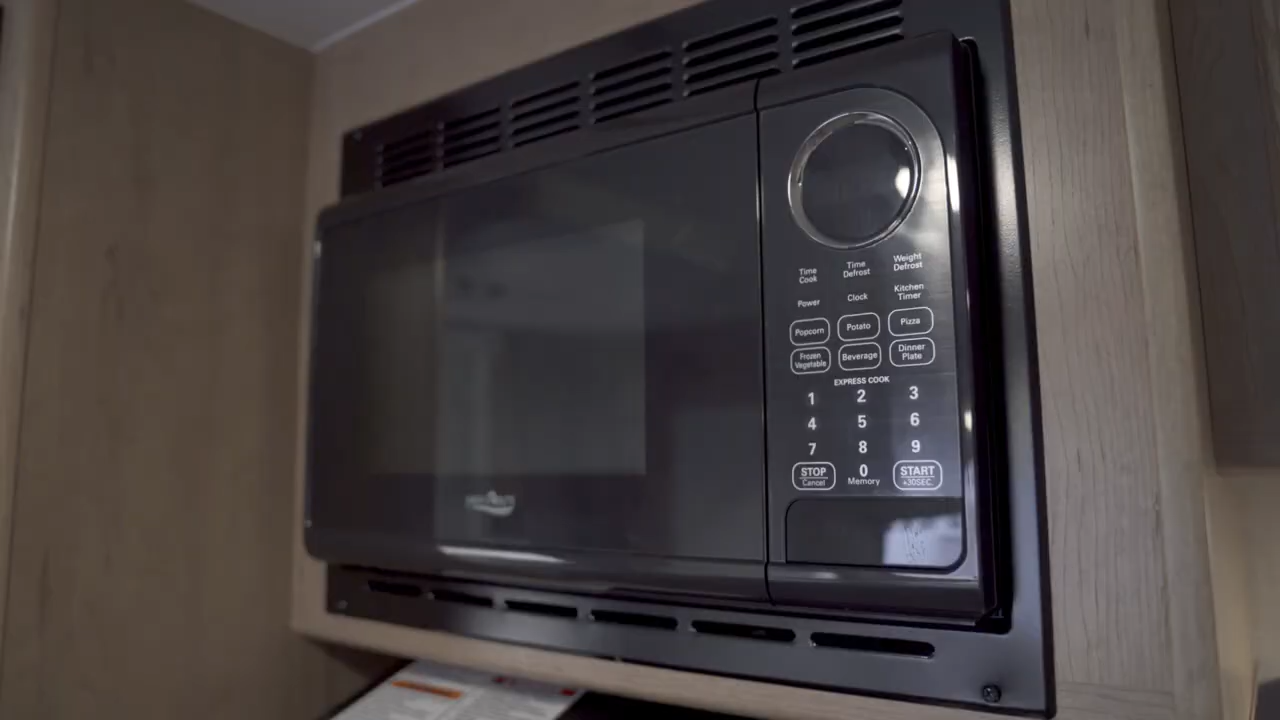 Time Cook
Time Defrost
Weight Defrost
Power
Clock
Kitchen Timer
Popcorn
Potato
Pizza
Frozen Vegetable
Beverage
Dinner Plate
EXPRESS COOK
1 2 3
4 5 6
7 8 9
STOP
Cancel
0
Memory
START
+30SEC.